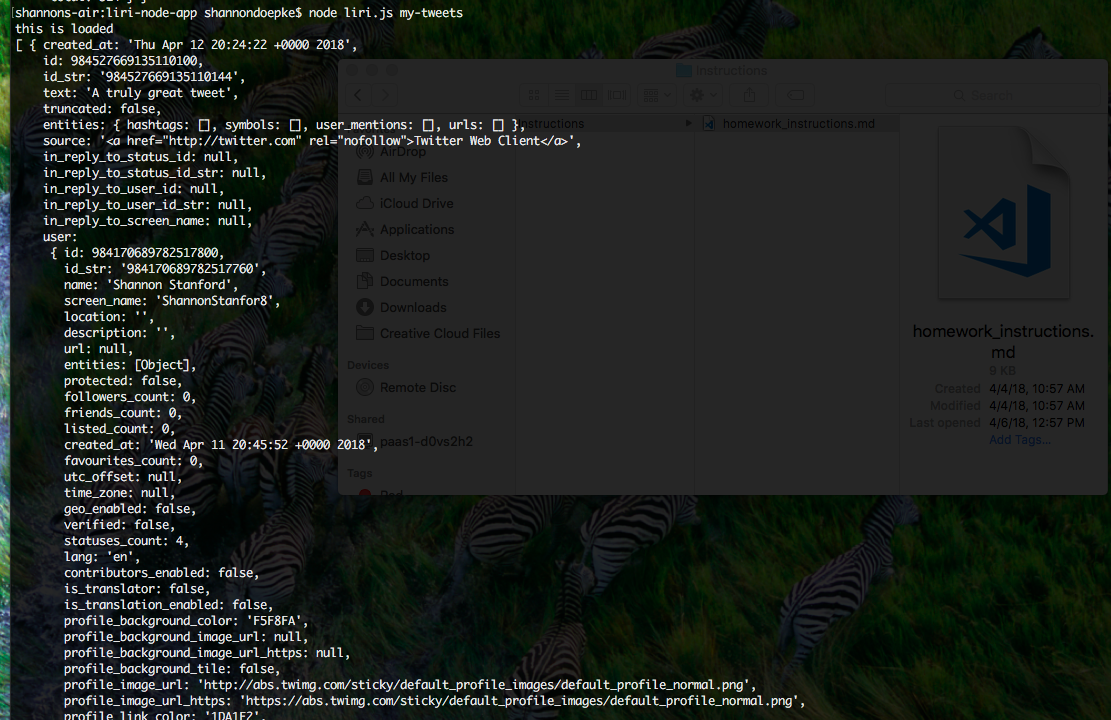 [shannons-air:liri-node-app shannondoepke$ node liri.js my-tweets
this is loaded
[ { created_at: 'Thu Apr 12 20:24:22 +0000 2018',
id: 984527669135110100,
id_str: '984527669135110144',
text: 'A truly great tweet',
truncated: false,
entities: { hashtags: [], symbols: [], user_mentions: [], urls: [] },
source: '<a href="http://twitter.com" rel="nofollow">Twitter Web Client</a>',
in_reply_to_status_id: null,
in_reply_to_status_id_str: null,
in_reply_to_user_id: null,
in_reply_to_user_id_str: null,
in_reply_to_screen_name: null,
user:
{ id: 984170689782517800,
id_str: '984170689782517760',
name: 'Shannon Stanford',
screen_name: 'ShannonStanfor8',
location: '',
description: '',
url: null,
entities: [Object],
protected: false,
followers_count: 0,
friends_count: 0,
listed_count: 0,
created_at: 'Wed Apr 11 20:45:52 +0000 2018',
favourites_count: 0,
utc_offset: null,
time_zone: null,
geo_enabled: false,
verified: false,
statuses_count: 4,
lang: 'en',
contributors_enabled: false,
is_translator: false,
is_translation_enabled: false,
profile_background_color: 'F5F8FA',
profile_background_image_url: null,
profile_background_image_url_https: null,
profile_background_tile: false,
profile_image_url: 'http://abs.twimg.com/sticky/default_profile_images/default_profile_normal.png',
profile_image_url_https: 'https://abs.twimg.com/sticky/default_profile_images/default_profile_normal.png',
profile_link_color: '1DA1F2',
Instructions
Search
Instructions
homework_instructions.md
AirDrop
All My Files
iCloud Drive
Applications
Desktop
Documents
Downloads
Creative Cloud Files
Devices
Remote Disc
Shared
paas1-d0vs2h2
Tags
Red
homework_instructions.
md
9 KB
Created 4/4/18, 10:57 AM
Modified 4/4/18, 10:57 AM
Last opened 4/6/18, 12:57 PM
Add Tags...